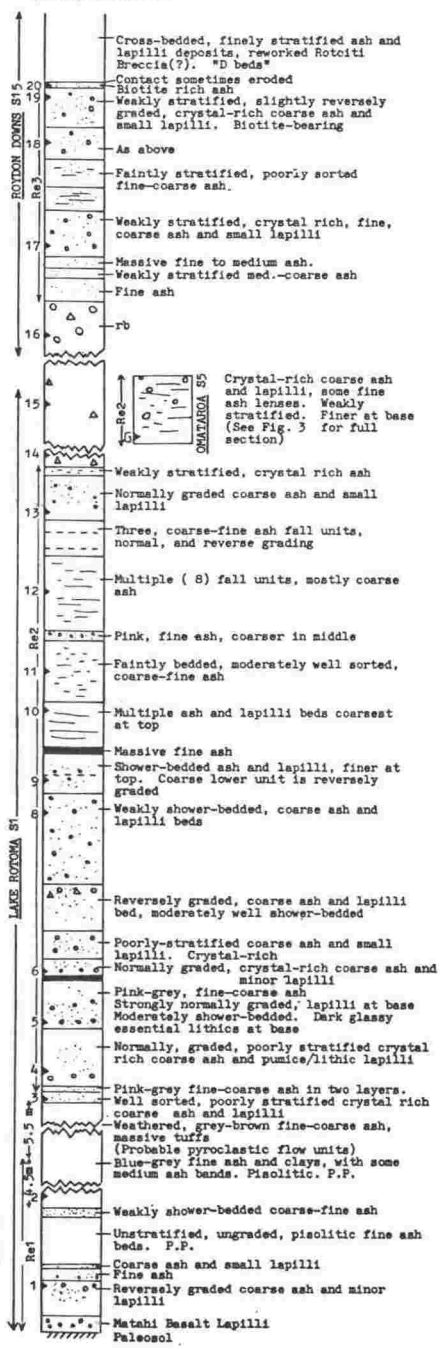 Cross-bedded, finely stratified ash and
lapilli deposits, reworked Rotoiti
Breccia(?). "D beds"
Contact sometimes eroded
20
Biotite rich ash
19
Weakly stratified, slightly reversely
graded, crystal-rich coarse ash and
small lapilli. Biotite-bearing
ROYDON DOWNS S15
18
As above
Re3
Faintly stratified, poorly sorted
fine-coarse ash.
Weakly stratified, crystal rich, fine,
coarse ash and small lapilli
17
Massive fine to medium ash.
Weakly stratified med.-coarse ash
Fine ash
16
rb
15
Re2
G
OMATAROA S5
Crystal-rich coarse ash
and lapilli, some fine
ash lenses. Weakly
stratified. Finer at base
(See Fig. 3 for full
section)
14
Weakly stratified, crystal rich ash
Normally graded coarse ash and small
lapilli
13
Three, coarse-fine ash fall units,
normal, and reverse grading
12
Multiple ( 8) fall units, mostly coarse
ash
Re2
Pink, fine ash, coarser in middle
11
Faintly bedded, moderately well sorted,
coarse-fine ash
10
Multiple ash and lapilli beds coarsest
at top
Massive fine ash
Shower-bedded ash and lapilli, finer at
top. Coarse lower unit is reversely
graded
9
8
Weakly shower-bedded, coarse ash and
lapilli beds
LAKE ROTOMA S1
Reversely graded, coarse ash and lapilli
bed, moderately well shower-bedded
Poorly-stratified coarse ash and small
lapilli. Crystal-rich
6
Normally graded, crystal-rich coarse ash and
minor lapilli
Pink-grey, fine-coarse ash
Strongly normally graded, lapilli at base
Moderately shower-bedded. Dark glassy
essential lithics at base
5
Normally, graded, poorly stratified crystal
rich coarse ash and pumice/lithic lapilli
4
Pink-grey fine-coarse ash in two layers.
3
Well sorted, poorly stratified crystal rich
coarse ash and lapilli
Weathered, grey-brown fine-coarse ash,
massive tuffs
(Probable pyroclastic flow units)
5.5 m
4.5m
Blue-grey fine ash and clays, with some
medium ash bands. Pisolitic. P.P.
2
Weakly shower-bedded coarse-fine ash
Re1
Unstratified, ungraded, pisolitic fine ash
beds. P.P.
Coarse ash and small lapilli
Fine ash
1
Reversely graded coarse ash and minor
lapilli
Matahi Basalt Lapilli
Paleosol